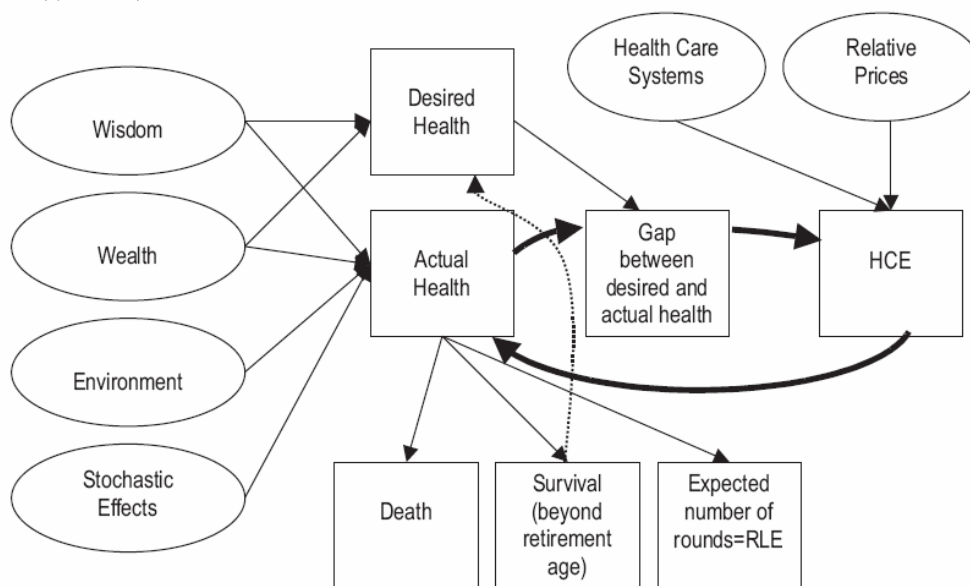 Wisdom
Wealth
Environment
Stochastic
Effects
Desired
Health
Actual
Health
Health Care
Systems
Relative
Prices
Gap
between
desired and
actual health
HCE
Death
Survival
(beyond
retirement
age)
Expected
number of
rounds=RLE